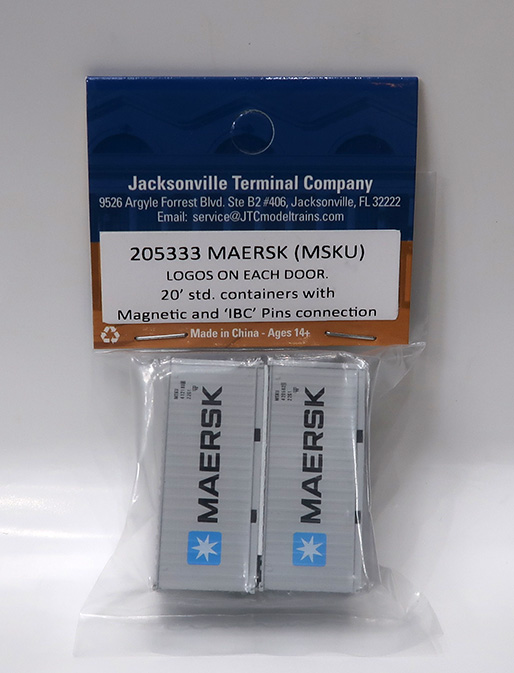 Jacksonville Terminal Company
9526 Argyle Forrest Blvd. Ste B2 #406, Jacksonville, FL 32222
Email: service@JTCmodeltrains.com
205333 MAERSK (MSKU)
LOGOS ON EACH DOOR.
20' std. containers with
Magnetic and 'IBC' Pins connection
Made in China - Ages 14+
MAERSK
MAERSK